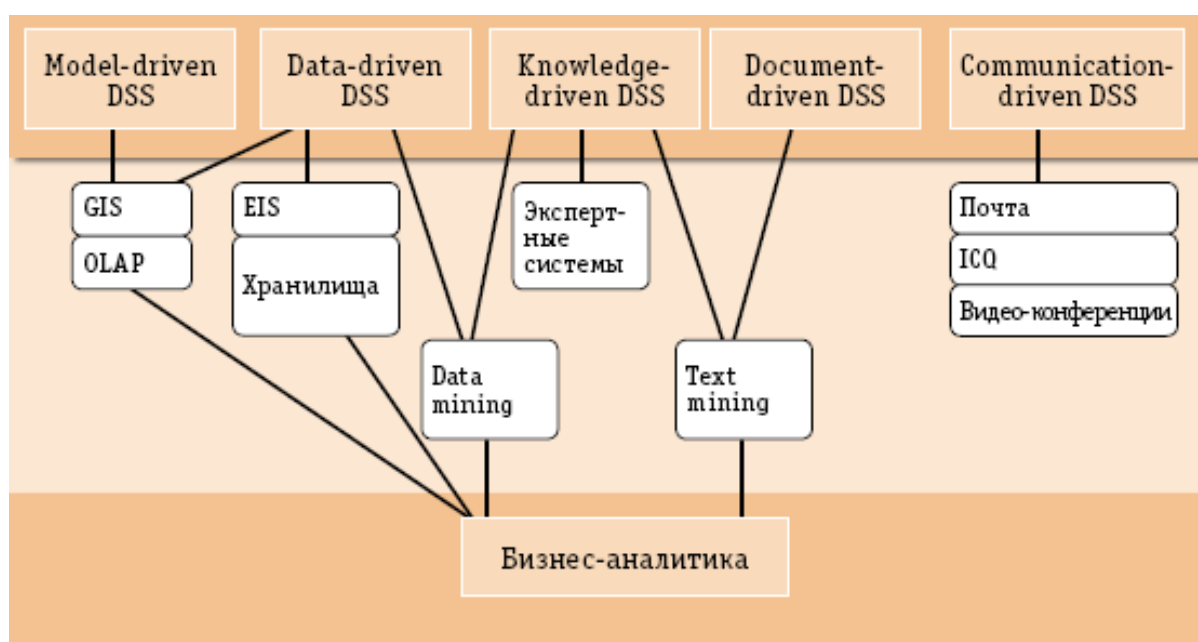 Model-driven
DSS
Data-driven
DSS
Knowledge-
driven DSS
Document-
driven DSS
Communication-
driven DSS
GIS
OLAP
EIS
Хранилища
Эксперт-
ные
системы
Почта
ICQ
Видео-конференции
Data
mining
Text
mining
Бизнес-аналитика